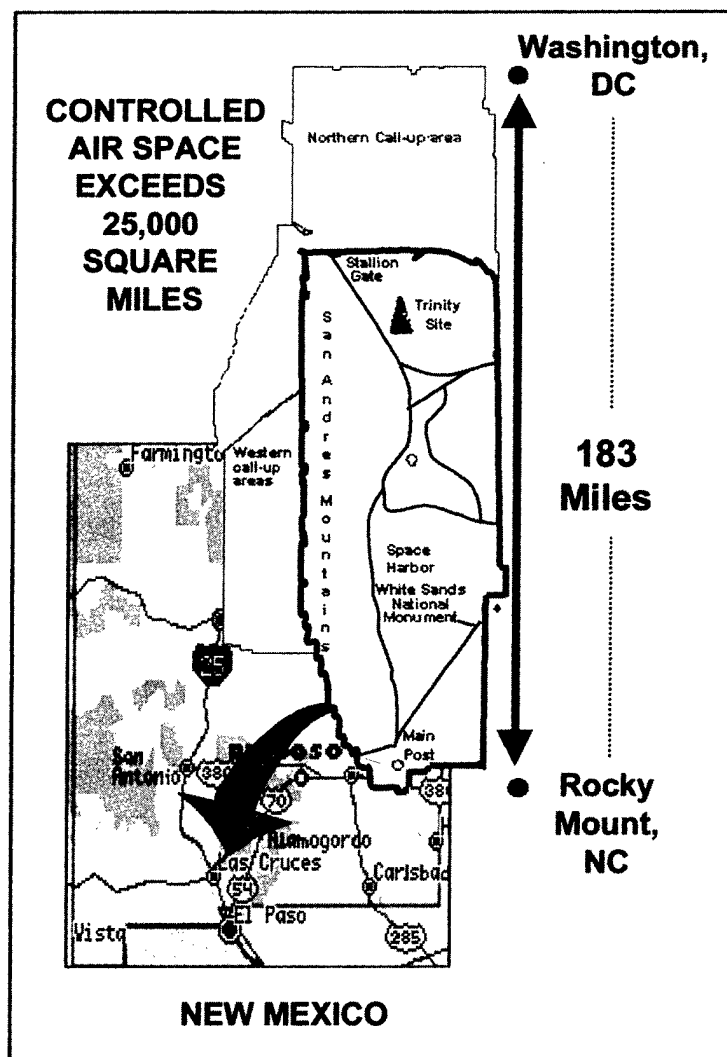 Washington,
DC
CONTROLLED
AIR SPACE
EXCEEDS
25,000
SQUARE
MILES
Northern Call-up-area
Stallion
Gate
Trinity
Site
San Andres Mountains
183
Miles
Farmingto
Western
call-up
areas
Space
Harbor
White Sands
National
Monument
25
Main
Post
San
Antonio
380
70
38
Rocky
Mount,
NC
Alamogordo
Las Cruces
Carlsbad
54
El Paso
Vista
285
NEW MEXICO